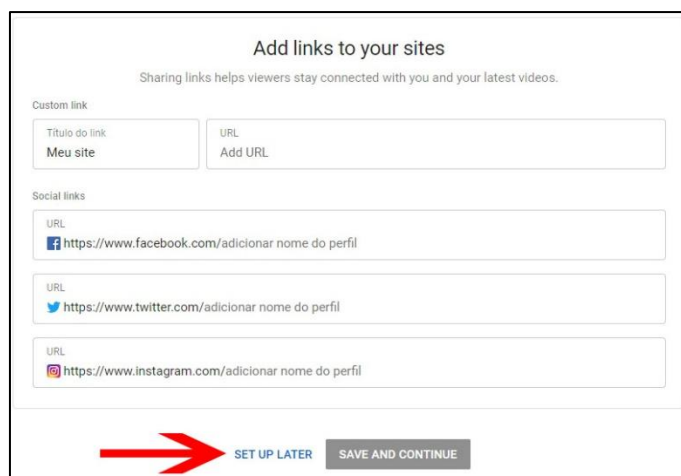 Add links to your sites
Sharing links helps viewers stay connected with you and your latest videos.
Custom link
Título do link
Meu site
URL
Add URL
Social links
URL
https://www.facebook.com/adicionar nome do perfil
URL
https://www.twitter.com/adicionar nome do perfil
URL
https://www.instagram.com/adicionar nome do perfil
SET UP LATER SAVE AND CONTINUE